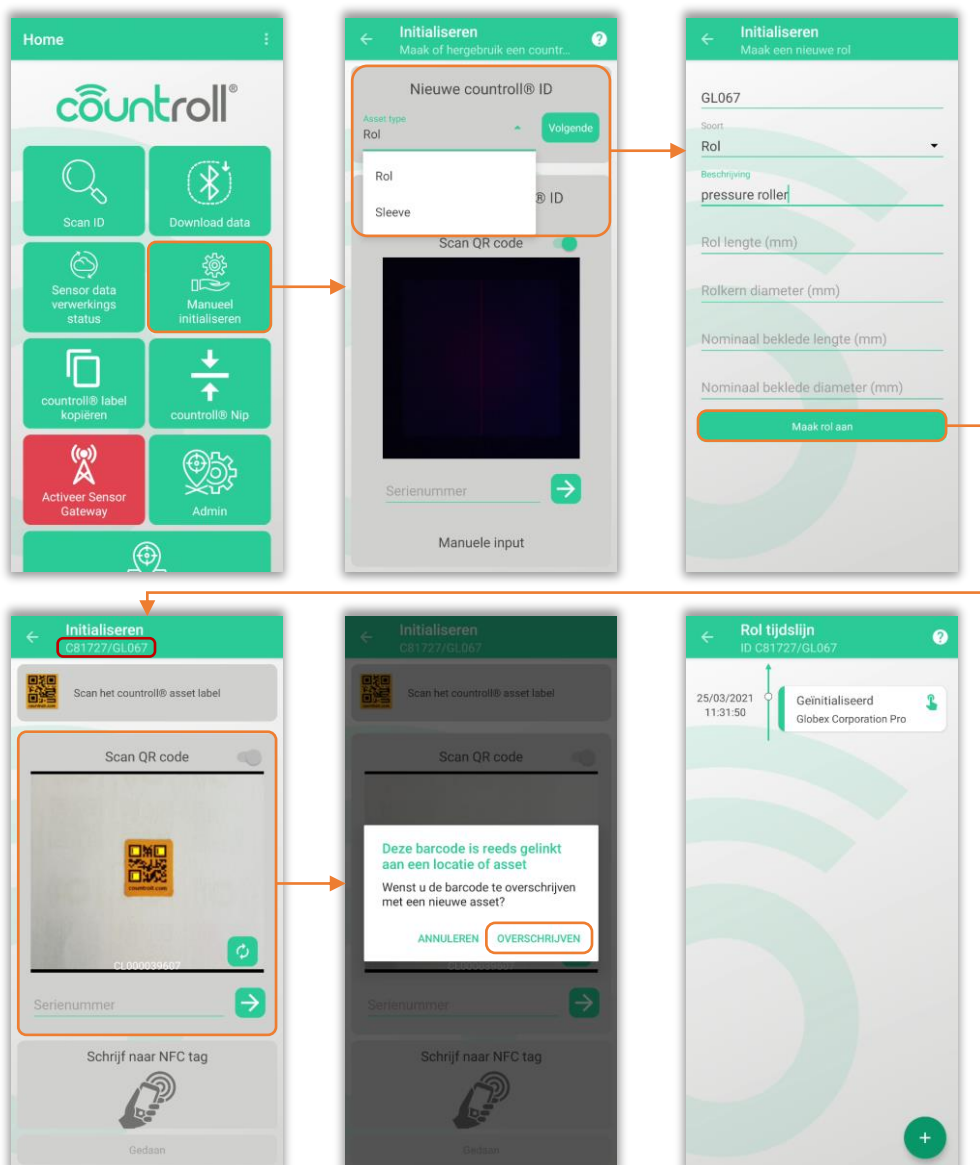 Home
countroll®
Scan ID
Download data
Sensor data
verwerkings
status
Manueel
initialiseren
countroll® label
kopiëren
countroll® Nip
Activeer Sensor
Gateway
Admin
Initialiseren
Maak of hergebruik een countr...
?
Nieuwe countroll® ID
Asset type
Rol
Volgende
Rol
Sleeve
® ID
Scan QR code
Serienummer
Manuele input
Initialiseren
Maak een nieuwe rol
GL067
Soort
Rol
Beschrijving
pressure roller
Rol lengte (mm)
Rolkern diameter (mm)
Nominaal beklede lengte (mm)
Nominaal beklede diameter (mm)
Maak rol aan
Initialiseren
C81727/GL067
Scan het countroll® asset label
Scan QR code
countroll.com
CL000039607
Serienummer
Schrijf naar NFC tag
Gedaan
Initialiseren
C81727/GL067
Scan het countroll® asset label
Scan QR code
Deze barcode is reeds gelinkt
aan een locatie of asset
Wenst u de barcode te overschrijven
met een nieuwe asset?
ANNULEREN OVERSCHRIJVEN
CL000039607
Serienummer
Schrijf naar NFC tag
Gedaan
Rol tijdslijn
ID C81727/GL067
?
25/03/2021
11:31:50
Geïnitialiseerd
Globex Corporation Pro
+